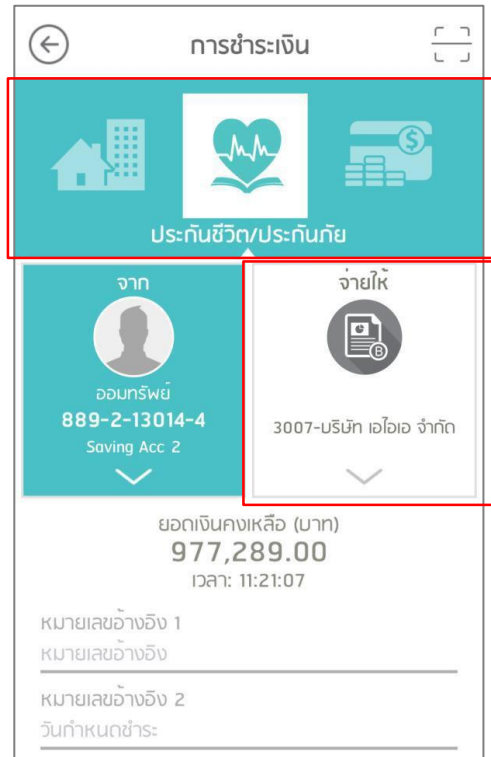 การชำระเงิน
ประกันชีวิต/ประกันภัย
จาก
ออมทรัพย์
889-2-13014-4
Saving Acc 2
จ่ายให้
3007-บริษัท เอไอเอ จำกัด
ยอดเงินคงเหลือ (บาท)
977,289.00
เวลา: 11:21:07
หมายเลขอ้างอิง 1
หมายเลขอ้างอิง
หมายเลขอ้างอิง 2
วันกำหนดชำระ